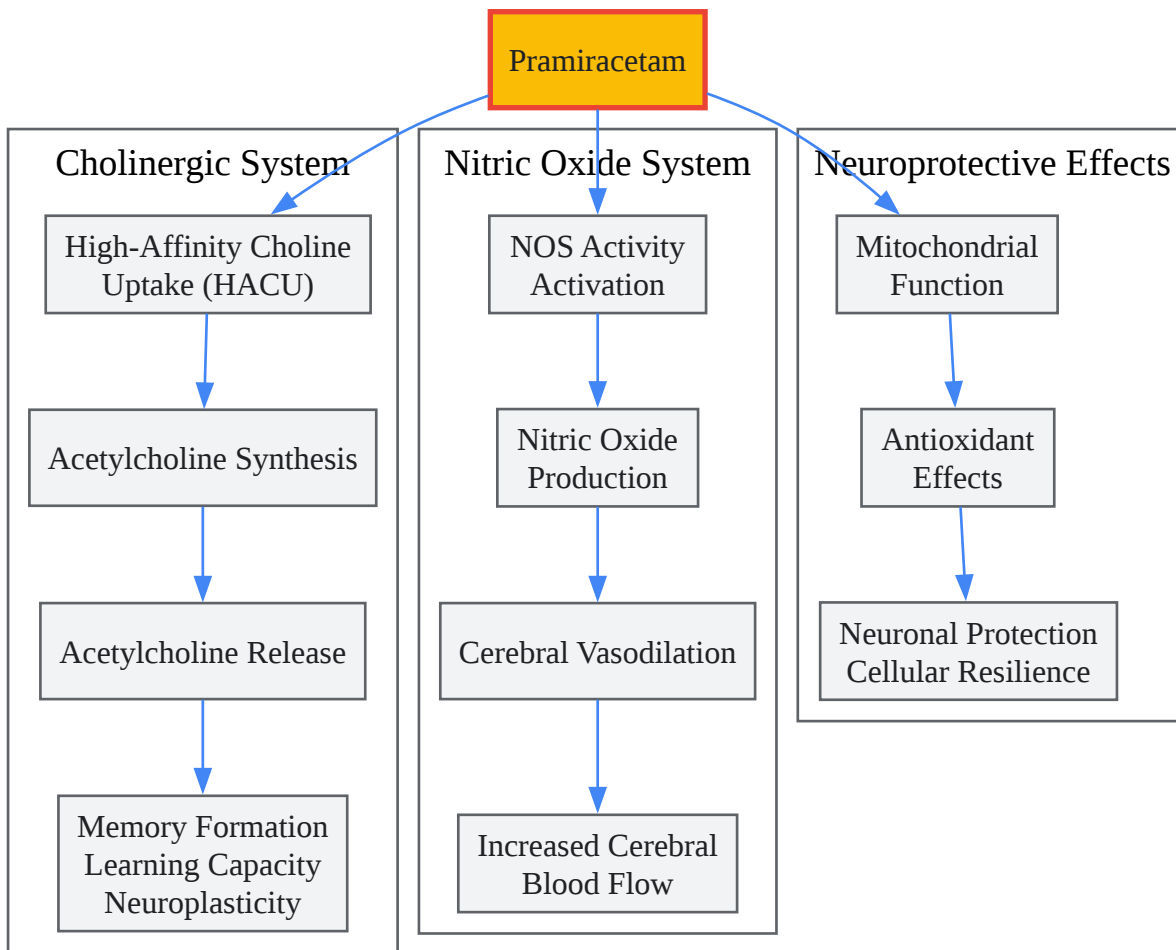 Pramiracetam
Cholinergic System
High-Affinity Choline
Uptake (HACU)
Acetylcholine Synthesis
Acetylcholine Release
Memory Formation
Learning Capacity
Neuroplasticity
Nitric Oxide System
NOS Activity
Activation
Nitric Oxide
Production
Cerebral Vasodilation
Increased Cerebral
Blood Flow
Neuroprotective Effects
Mitochondrial
Function
Antioxidant
Effects
Neuronal Protection
Cellular Resilience